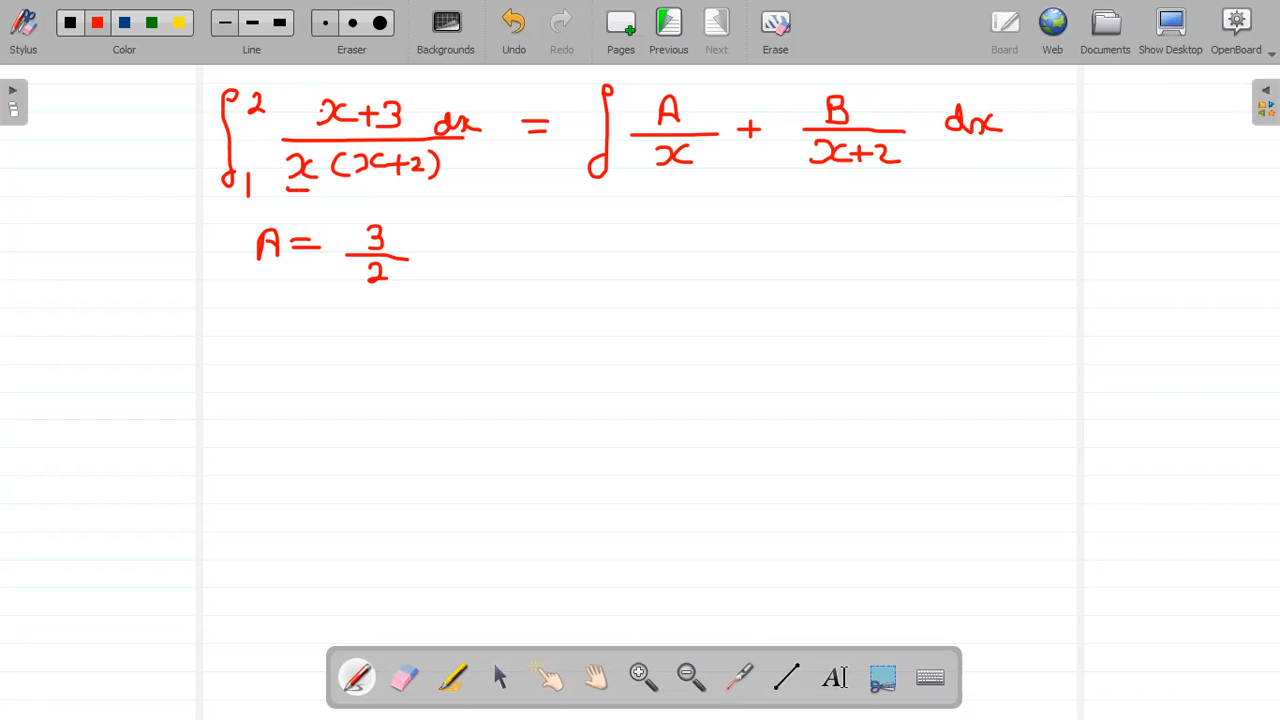 Stylus Color Line Eraser Backgrounds Undo Redo Pages Previous Next Erase Board Web Documents Show Desktop OpenBoard
∫₁² (x+3)/(x(x+2)) dx = ∫ A/x + B/(x+2) dx
A = 3/2